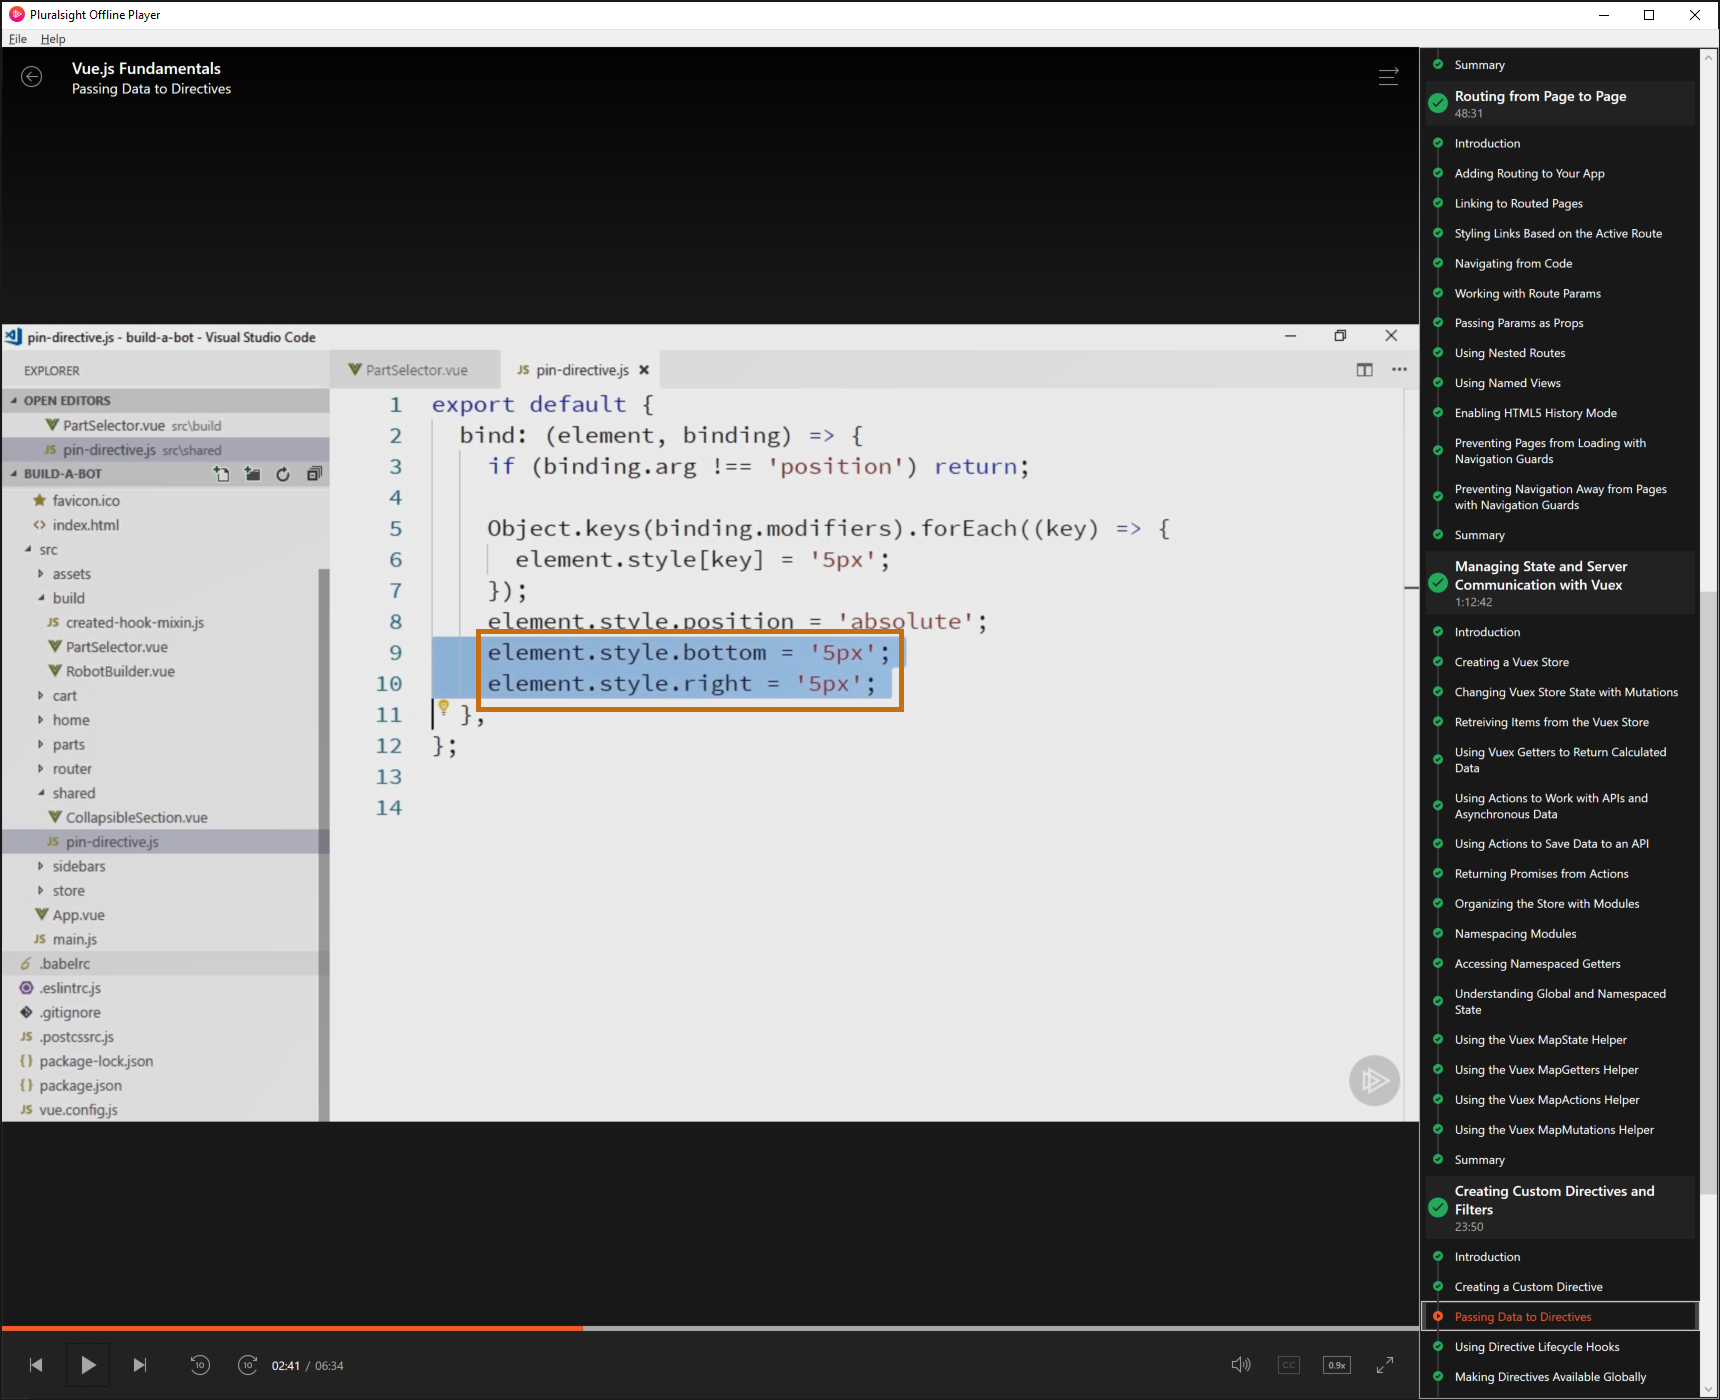 Pluralsight Offline Player
File Help
Vue.js Fundamentals
Passing Data to Directives
pin-directive.js - build-a-bot - Visual Studio Code
EXPLORER
OPEN EDITORS
PartSelector.vue src\build
pin-directive.js src\shared
BUILD-A-BOT
favicon.ico
index.html
src
assets
build
JS created-hook-mixin.js
PartSelector.vue
RobotBuilder.vue
cart
home
parts
router
shared
CollapsibleSection.vue
JS pin-directive.js
sidebars
store
App.vue
JS main.js
.babelrc
.eslintrc.js
.gitignore
JS .postcssrc.js
{} package-lock.json
{} package.json
JS vue.config.js
PartSelector.vue
JS pin-directive.js
1 export default {
2 bind: (element, binding) => {
3 if (binding.arg !== 'position') return;
4
5 Object.keys(binding.modifiers).forEach((key) => {
6 element.style[key] = '5px';
7 });
8 element.style.position = 'absolute';
9 element.style.bottom = '5px';
10 element.style.right = '5px';
11 },
12 };
13
14
10
10
02:41 / 06:34
CC
0.9x
Summary
Routing from Page to Page
48:31
Introduction
Adding Routing to Your App
Linking to Routed Pages
Styling Links Based on the Active Route
Navigating from Code
Working with Route Params
Passing Params as Props
Using Nested Routes
Using Named Views
Enabling HTML5 History Mode
Preventing Pages from Loading with
Navigation Guards
Preventing Navigation Away from Pages
with Navigation Guards
Summary
Managing State and Server
Communication with Vuex
1:12:42
Introduction
Creating a Vuex Store
Changing Vuex Store State with Mutations
Retreiving Items from the Vuex Store
Using Vuex Getters to Return Calculated
Data
Using Actions to Work with APIs and
Asynchronous Data
Using Actions to Save Data to an API
Returning Promises from Actions
Organizing the Store with Modules
Namespacing Modules
Accessing Namespaced Getters
Understanding Global and Namespaced
State
Using the Vuex MapState Helper
Using the Vuex MapGetters Helper
Using the Vuex MapActions Helper
Using the Vuex MapMutations Helper
Summary
Creating Custom Directives and
Filters
23:50
Introduction
Creating a Custom Directive
Passing Data to Directives
Using Directive Lifecycle Hooks
Making Directives Available Globally